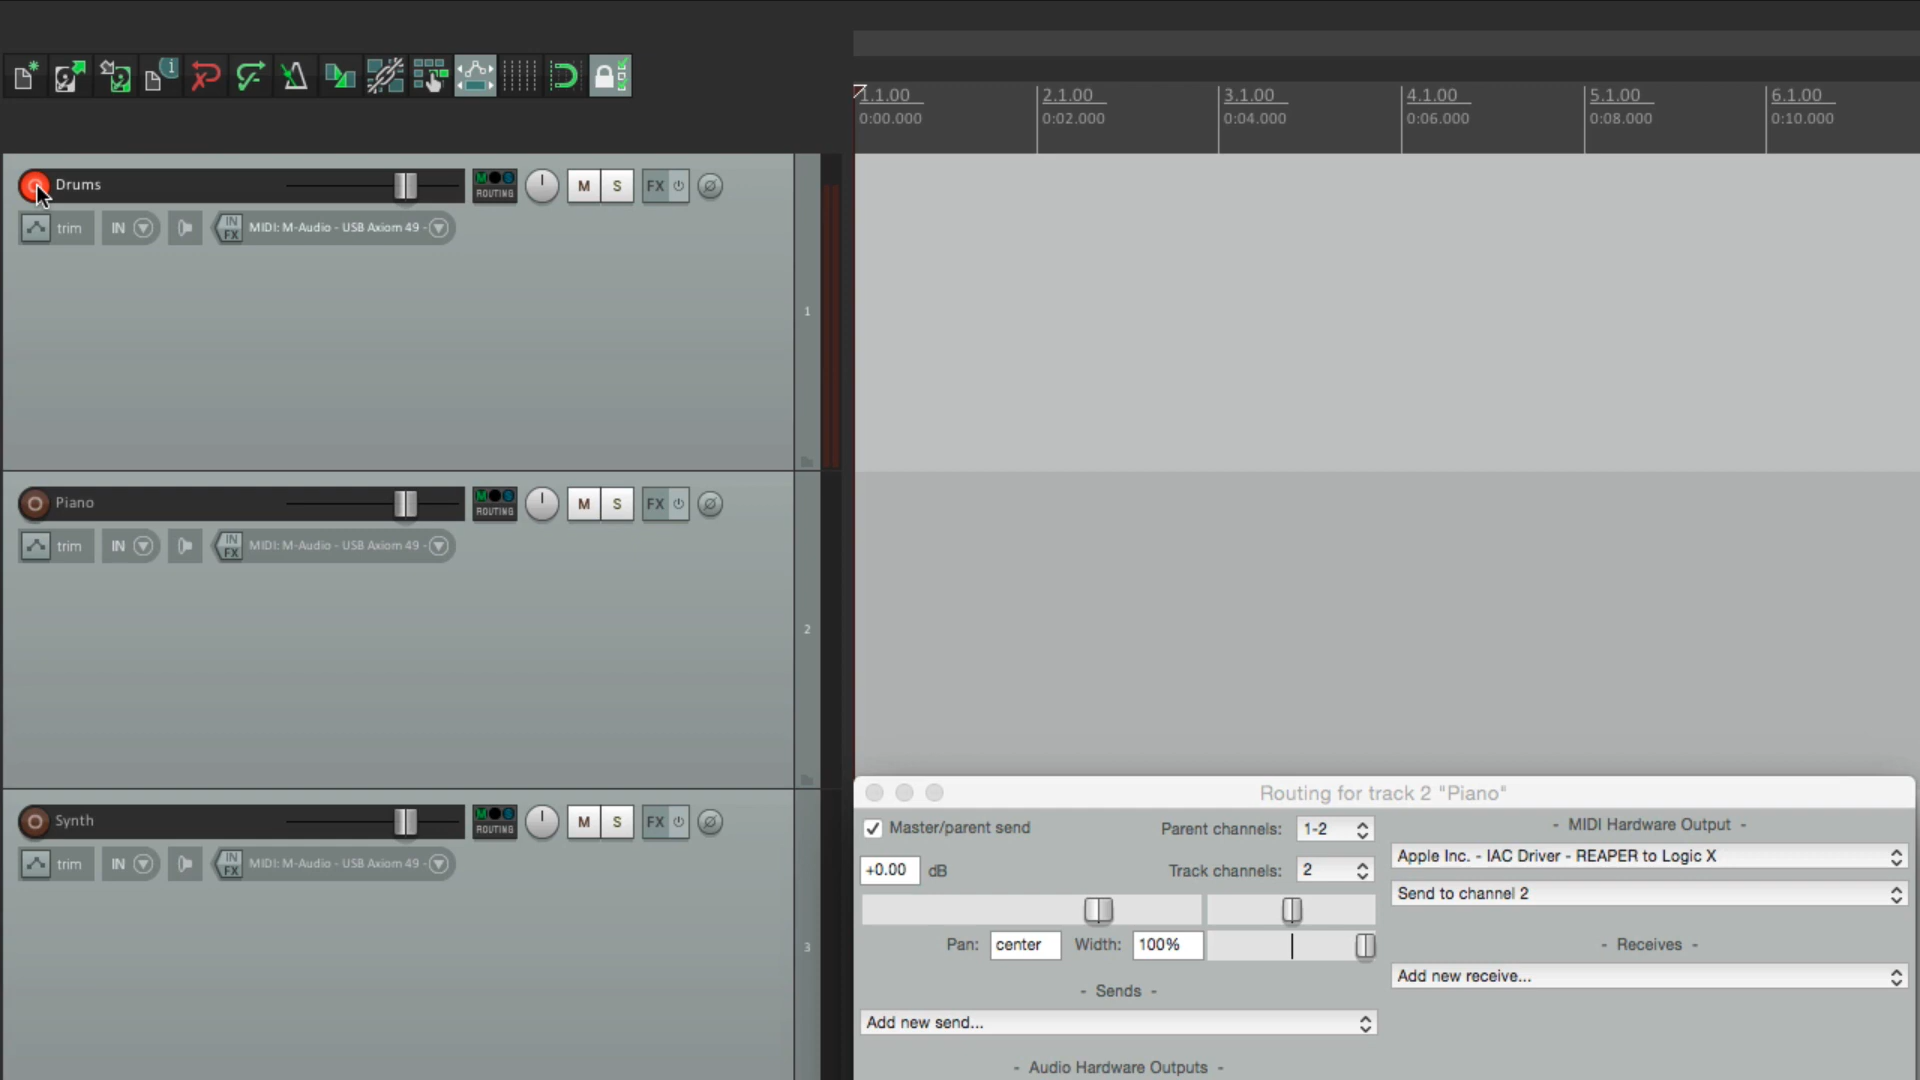 1.1.00 2.1.00 3.1.00 4.1.00 5.1.00 6.1.00
0:00.000 0:02.000 0:04.000 0:06.000 0:08.000 0:10.000
Drums ROUTING M S FX
trim IN IN FX MIDI: M-Audio - USB Axiom 49 -
1
Piano ROUTING M S FX
trim IN IN FX MIDI: M-Audio - USB Axiom 49 -
2
Routing for track 2 "Piano"
Synth ROUTING M S FX
trim IN IN FX MIDI: M-Audio - USB Axiom 49 -
3
Master/parent send Parent channels: 1-2
+0.00 dB Track channels: 2
Pan: center Width: 100%
- Sends -
Add new send...
- Audio Hardware Outputs -
- MIDI Hardware Output -
Apple Inc. - IAC Driver - REAPER to Logic X
Send to channel 2
- Receives -
Add new receive...